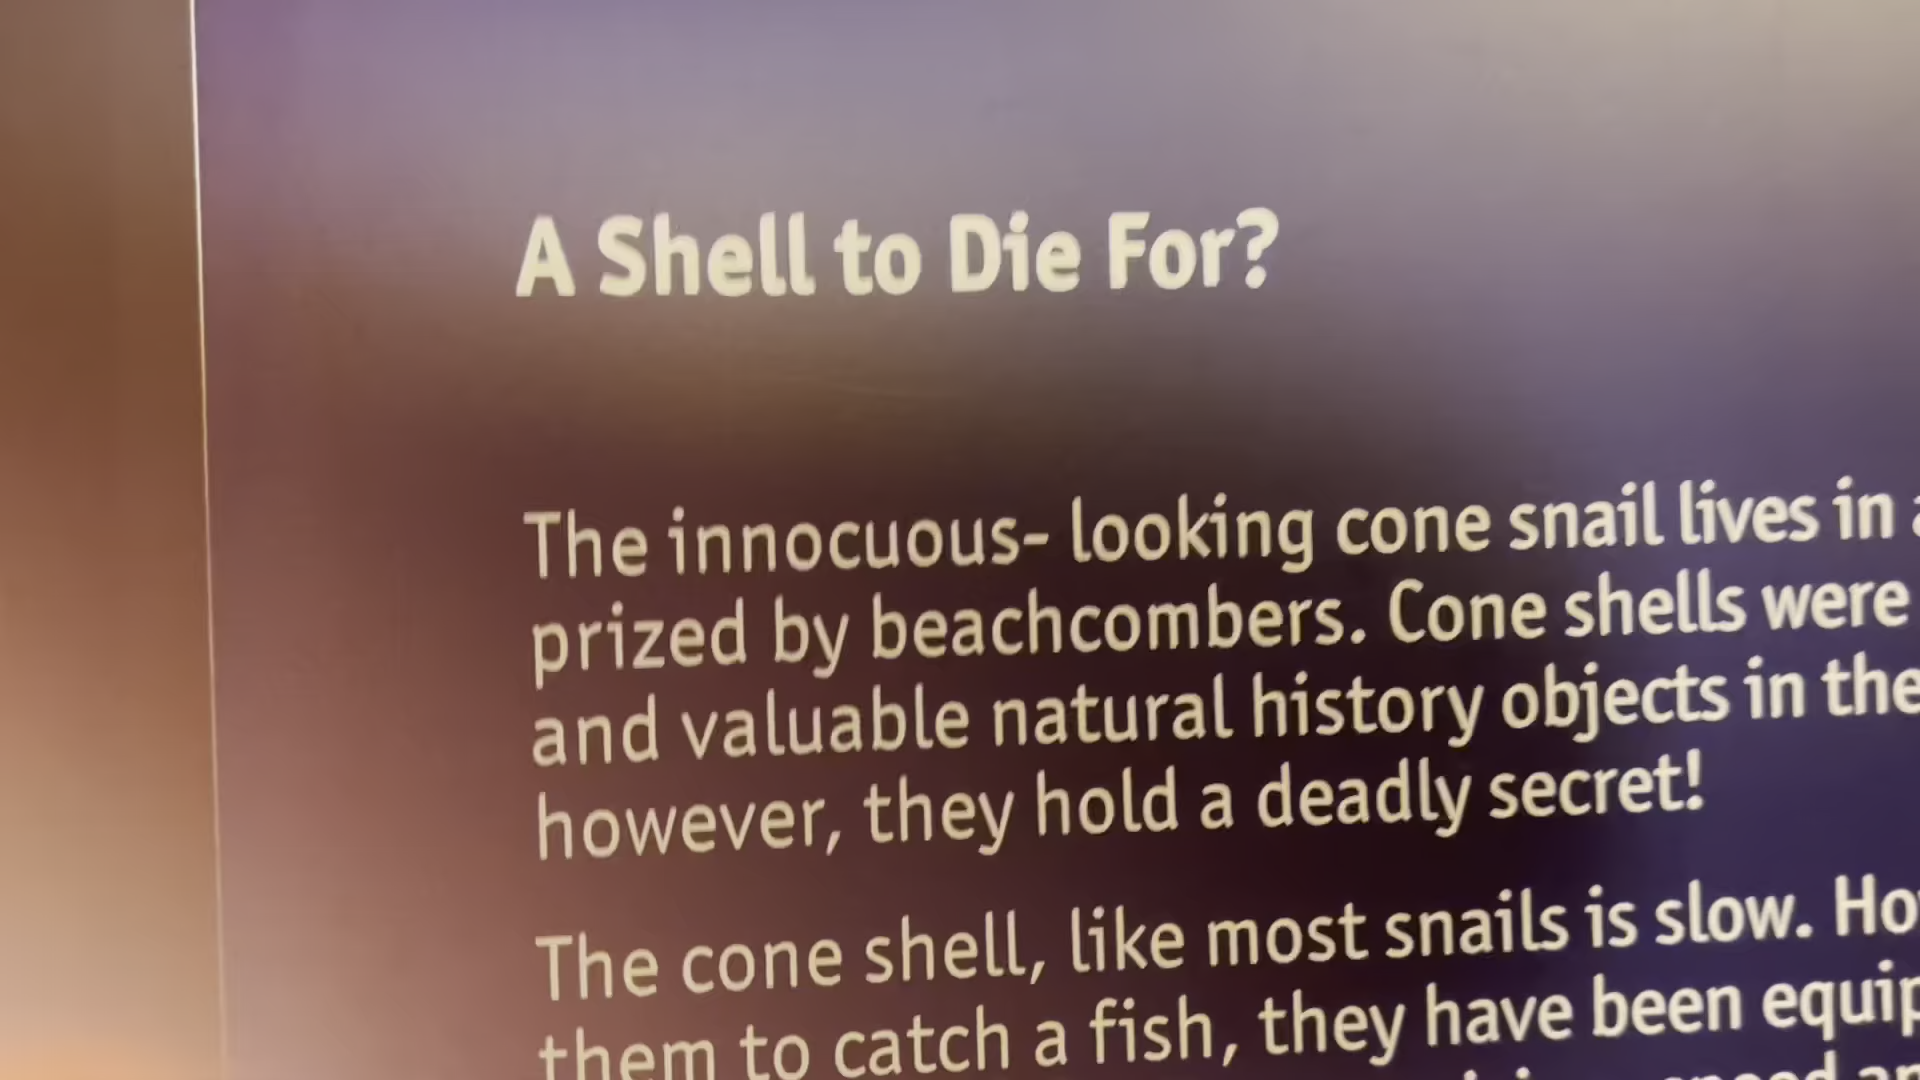 A Shell to Die For?
The innocuous- looking cone snail lives in
prized by beachcombers. Cone shells were
and valuable natural history objects in the
however, they hold a deadly secret!
The cone shell, like most snails is slow.
them to catch a fish, they have been